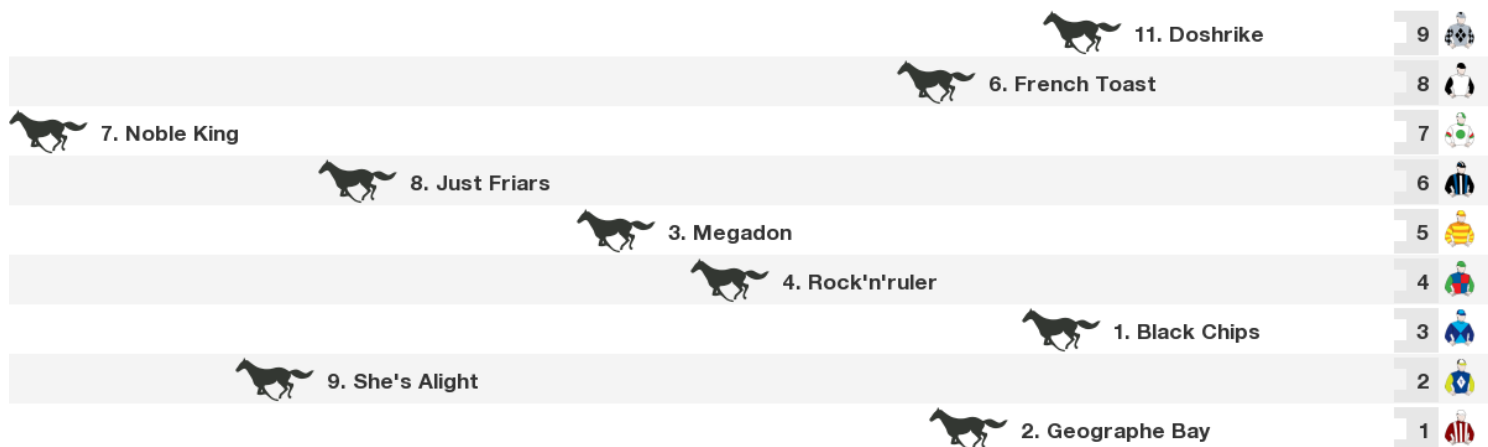 11. Doshrike 9
6. French Toast 8
7. Noble King 7
8. Just Friars 6
3. Megadon 5
4. Rock'n'ruler 4
1. Black Chips 3
9. She's Alight 2
2. Geographe Bay 1